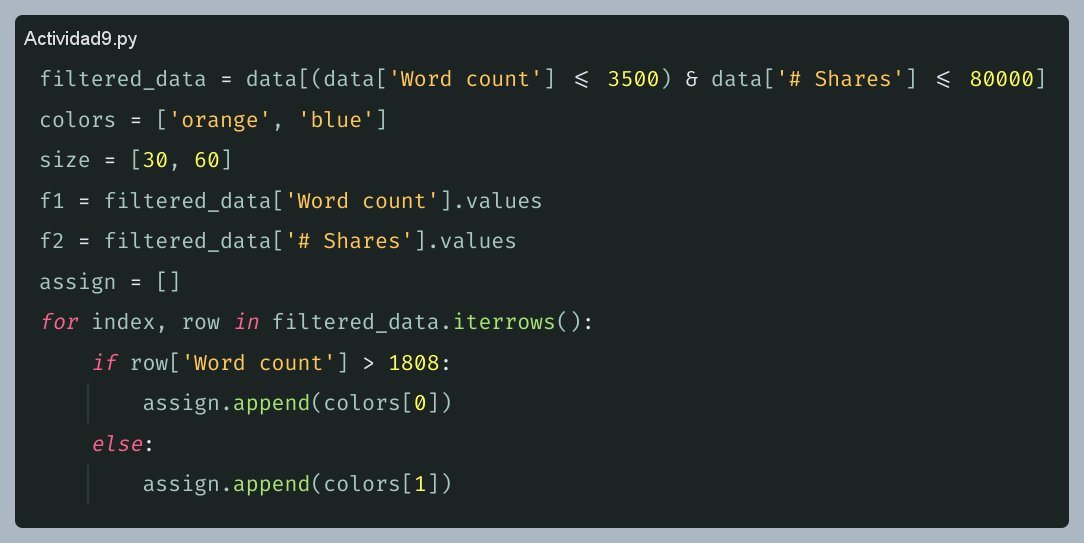 Actividad9.py
filtered_data = data[(data['Word count'] <= 3500) & data['# Shares'] <= 80000]
colors = ['orange', 'blue']
size = [30, 60]
f1 = filtered_data['Word count'].values
f2 = filtered_data['# Shares'].values
assign = []
for index, row in filtered_data.iterrows():
    if row['Word count'] > 1808:
        assign.append(colors[0])
    else:
        assign.append(colors[1])